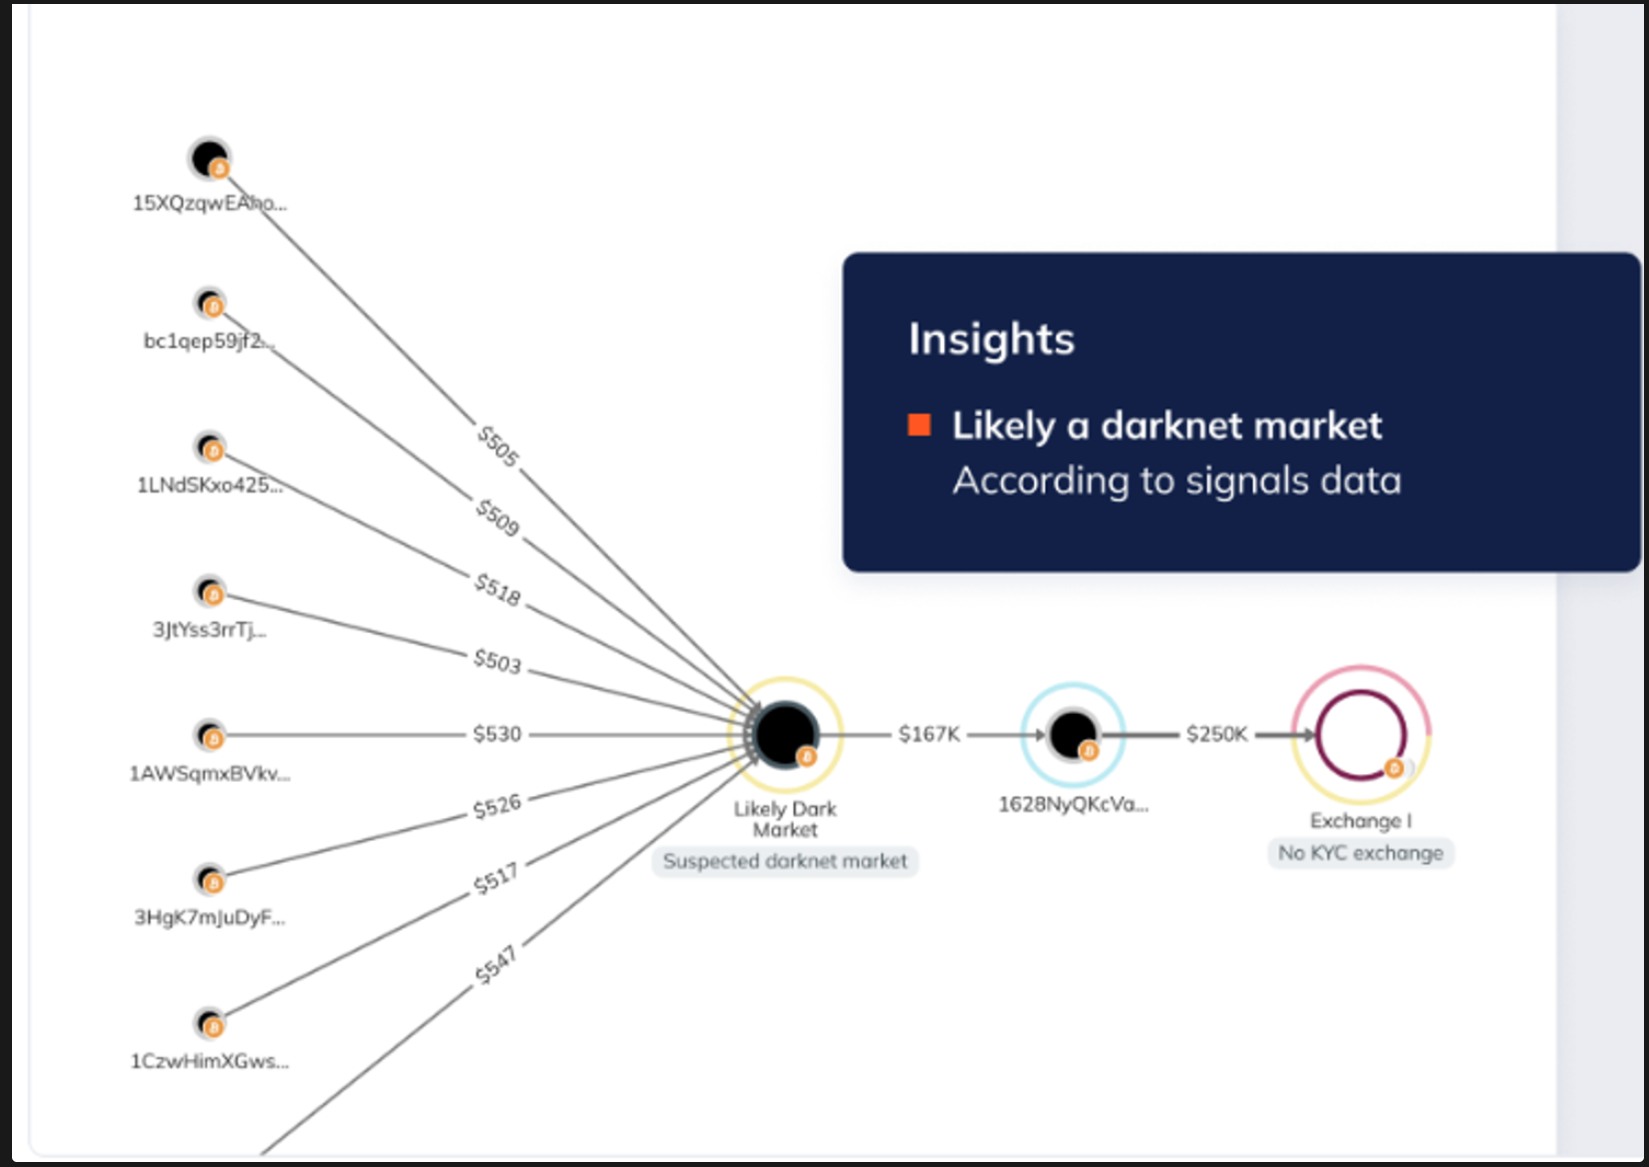 15XQzqwEAho...
bc1qep59jf2...
1LNdSKxo425...
3JtYss3rrTj...
1AWSqmxBVkv...
3HgK7mJuDyF...
1CzwHimXGws...
$505
$509
$518
$503
$530
$526
$517
$547
Likely Dark
Market
Suspected darknet market
$167K
1628NyQKcVa...
$250K
Exchange I
No KYC exchange
Insights
Likely a darknet market
According to signals data